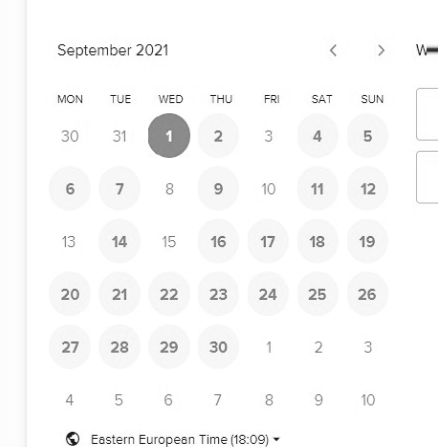 September 2021
MON TUE WED THU FRI SAT SUN
30 31 1 2 3 4 5
6 7 8 9 10 11 12
13 14 15 16 17 18 19
20 21 22 23 24 25 26
27 28 29 30 1 2 3
4 5 6 7 8 9 10
Eastern European Time (18:09)